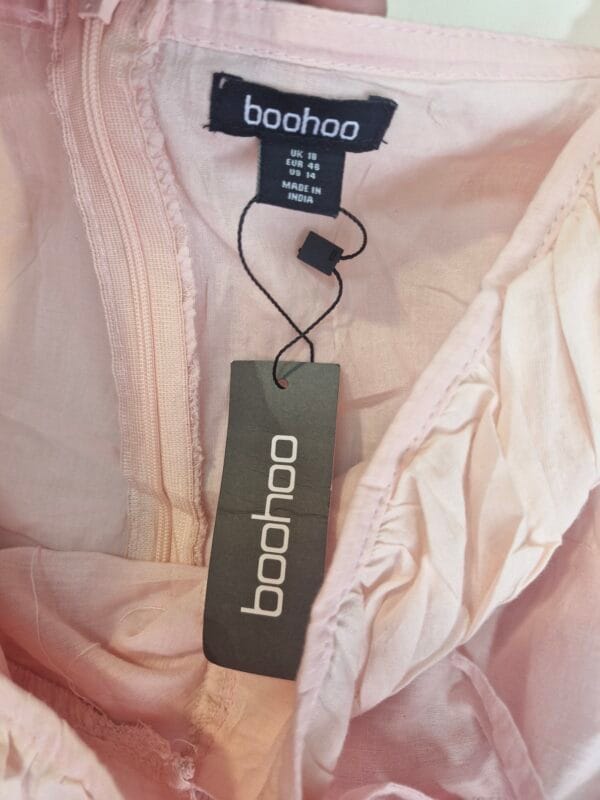 boohoo
UK 18
EUR 46
US 14
MADE IN
INDIA
boohoo